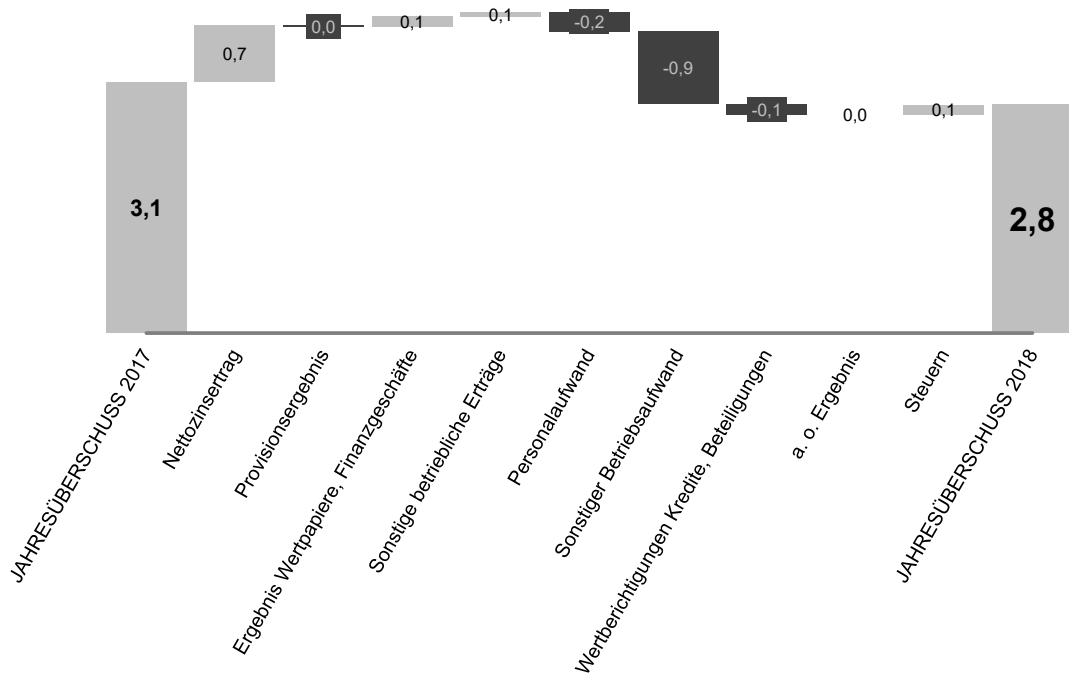 0,7
0,0
0,1
0,1
-0,2
-0,9
-0,1
0,0
0,1
3,1
2,8
JAHRESÜBERSCHUSS 2017
Nettozinsertrag
Provisionsergebnis
Ergebnis Wertpapiere, Finanzgeschäfte
Sonstige betriebliche Erträge
Personalaufwand
Sonstiger Betriebsaufwand
Wertberichtigungen Kredite, Beteiligungen
a. o. Ergebnis
Steuern
JAHRESÜBERSCHUSS 2018